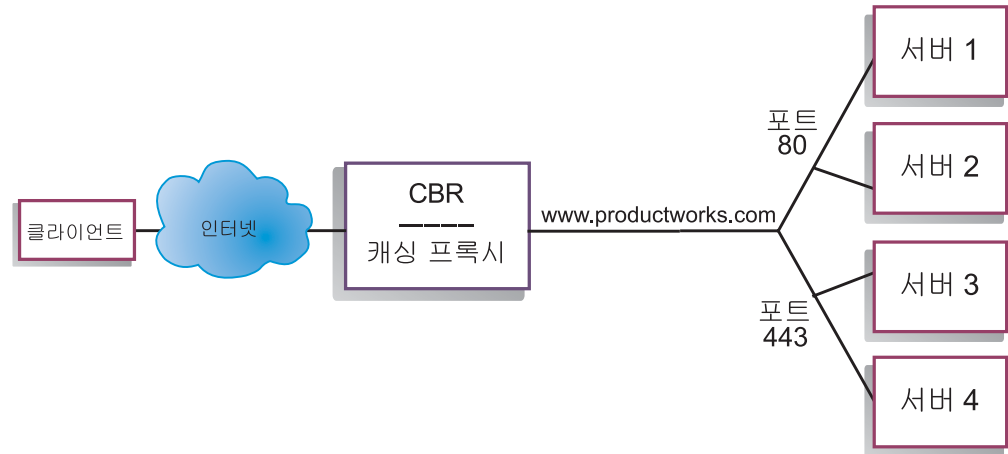 클라이언트
인터넷
CBR
캐싱 프록시
www.productworks.com
포트
80
포트
443
서버 1
서버 2
서버 3
서버 4